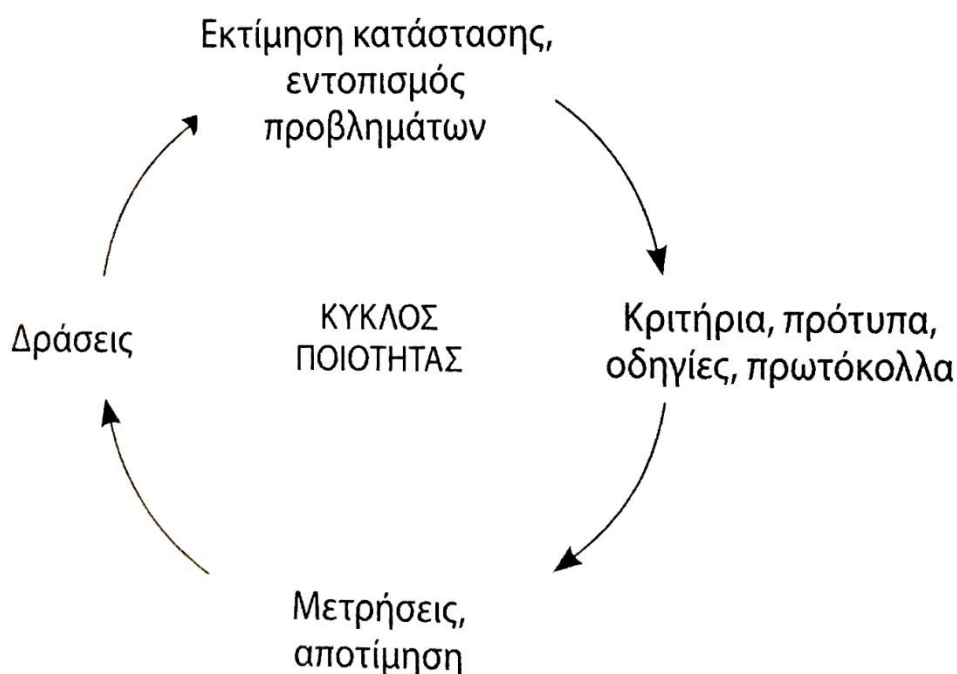 Εκτίμηση κατάστασης,
εντοπισμός
προβλημάτων
Κριτήρια, πρότυπα,
οδηγίες, πρωτόκολλα
Μετρήσεις,
αποτίμηση
Δράσεις
ΚΥΚΛΟΣ
ΠΟΙΟΤΗΤΑΣ